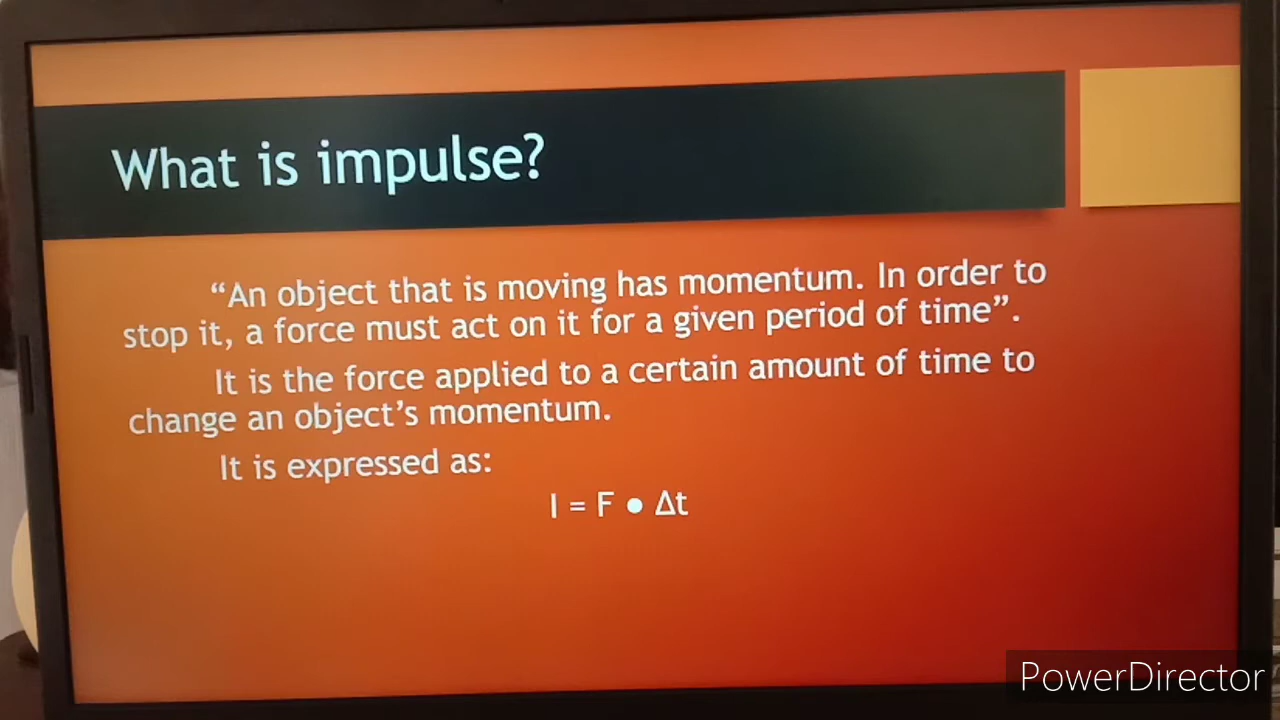 What is impulse?
“An object that is moving has momentum. In order to
stop it, a force must act on it for a given period of time”.
It is the force applied to a certain amount of time to
change an object’s momentum.
It is expressed as:
I = F ● Δt
PowerDirector